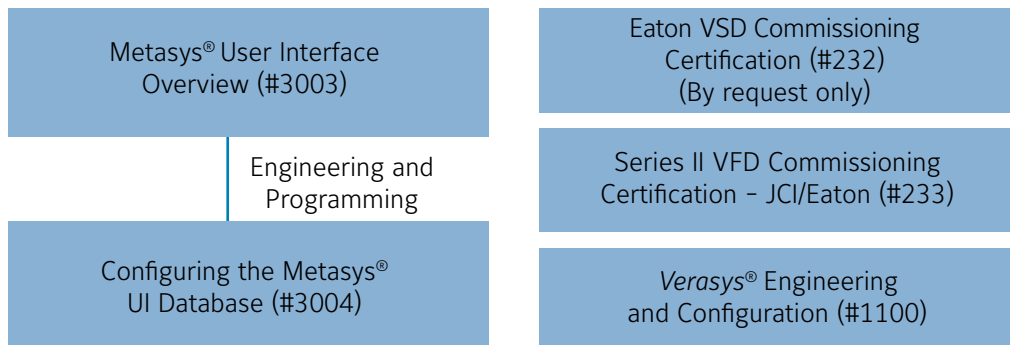 Metasys® User Interface
Overview (#3003)
Engineering and
Programming
Configuring the Metasys®
UI Database (#3004)
Eaton VSD Commissioning
Certification (#232)
(By request only)
Series II VFD Commissioning
Certification – JCI/Eaton (#233)
Verasys® Engineering
and Configuration (#1100)